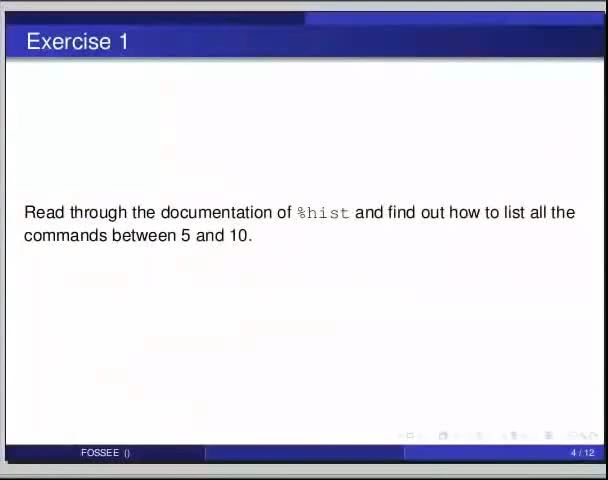 Exercise 1
Read through the documentation of %hist and find out how to list all the
commands between 5 and 10.
FOSSEE ()
4 / 12